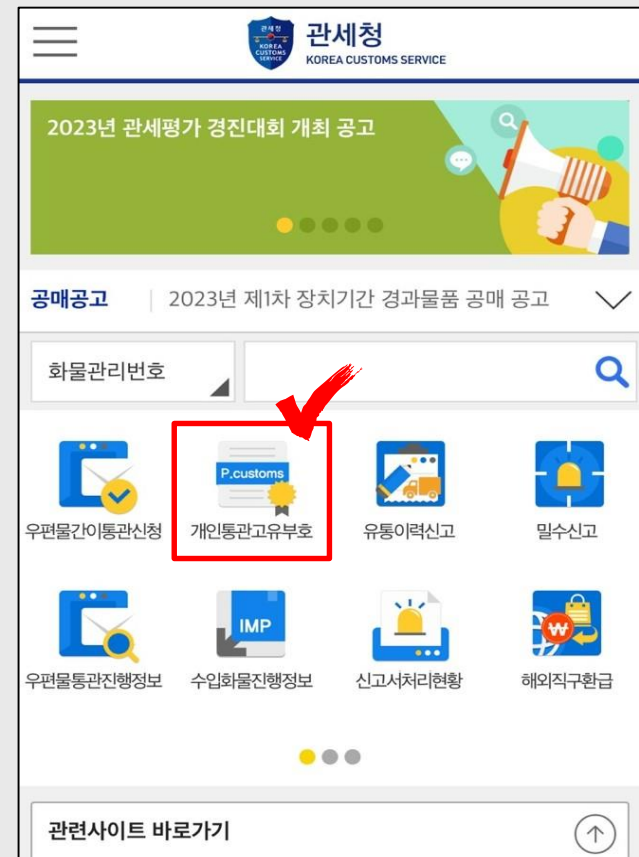 관세청
KOREA
CUSTOMS
SERVICE
관세청
KOREA CUSTOMS SERVICE
2023년 관세평가 경진대회 개최 공고
공매공고 2023년 제1차 장치기간 경과물품 공매 공고
화물관리번호
P.customs
우편물간이통관신청 개인통관고유부호 유통이력신고 밀수신고
IMP
₩
우편물통관진행정보 수입화물진행정보 신고서처리현황 해외직구환급
관련사이트 바로가기